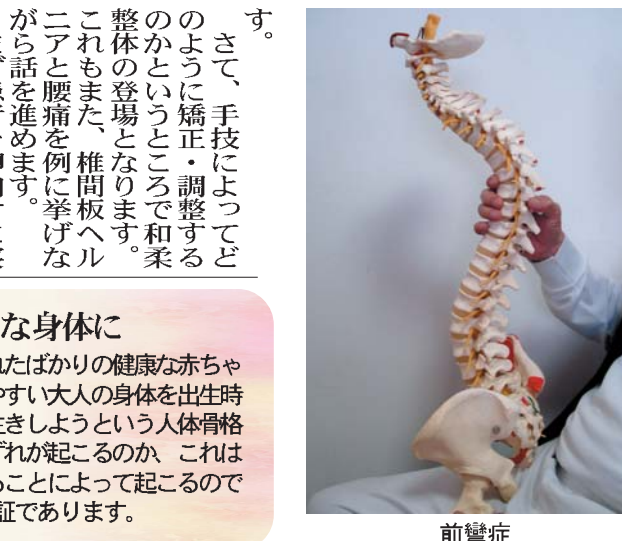 す。
さて、手技によってど
のように矯正・調整する
のかというところで和柔
整体の登場となります。
これもまた、椎間板ヘル
ニアと腰痛を例に挙げな
がら話を進めます。
な身体に
れたばかりの健康な赤ちゃ
やすい大人の身体を出生時
きしようという人体骨格
ずれが起こるのか、これは
ることによって起こるので
証であります。
前彎症